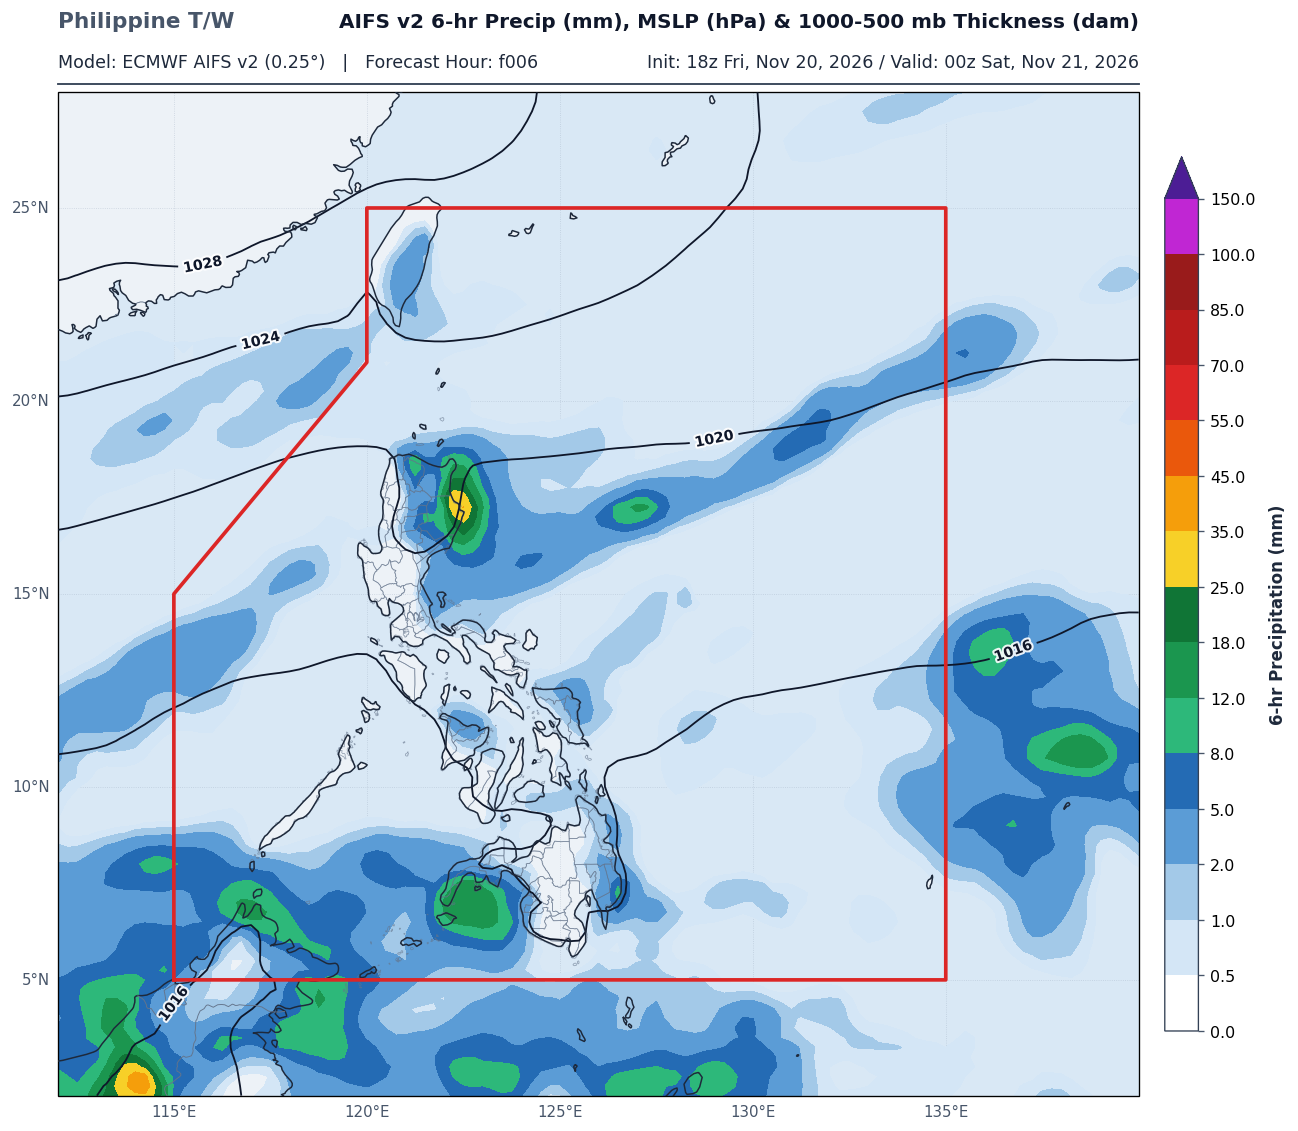 Philippine T/W
AIFS v2 6-hr Precip (mm), MSLP (hPa) & 1000-500 mb Thickness (dam)
Model: ECMWF AIFS v2 (0.25°)   |   Forecast Hour: f006
Init: 18z Fri, Nov 20, 2026 / Valid: 00z Sat, Nov 21, 2026
25°N
20°N
15°N
10°N
5°N
115°E
120°E
125°E
130°E
135°E
1028
1024
1020
1016
1016
150.0
100.0
85.0
70.0
55.0
45.0
35.0
25.0
18.0
12.0
8.0
5.0
2.0
1.0
0.5
0.0
6-hr Precipitation (mm)